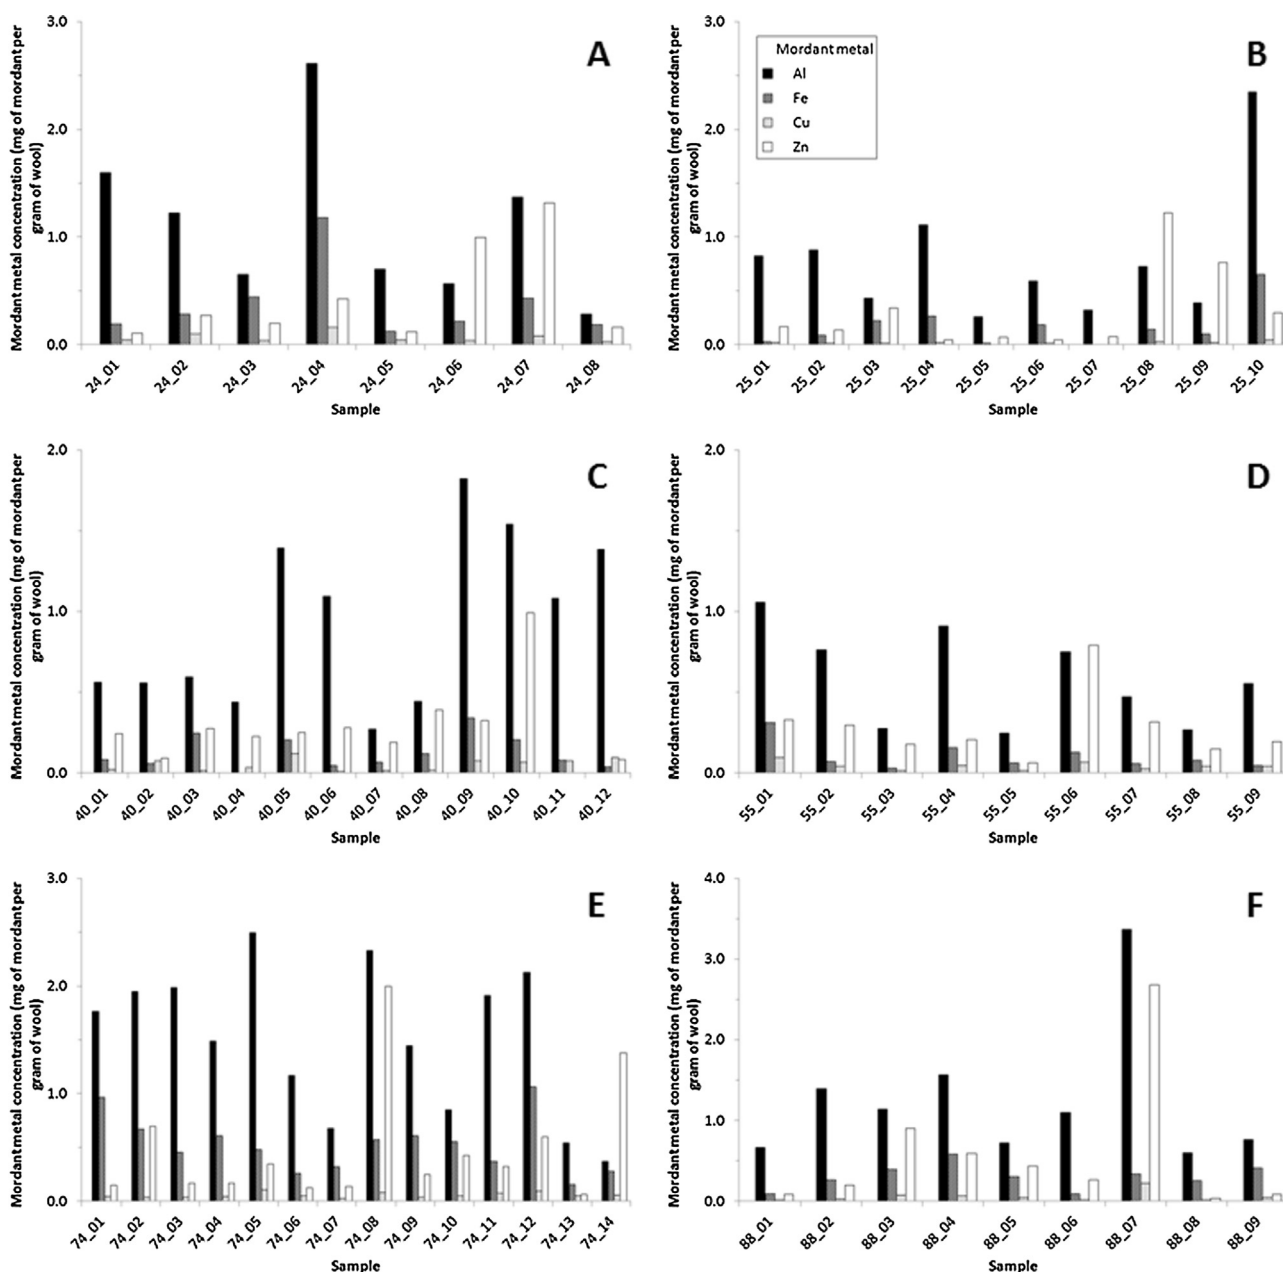 Mordant metal concentration (mg of mordant per
gram of wool)
3.0
2.0
1.0
0.0
A
24_01
24_02
24_03
24_04
24_05
24_06
24_07
24_08
Sample
Mordant metal concentration (mg of mordant per
gram of wool)
3.0
2.0
1.0
0.0
Mordant metal
Al
Fe
Cu
Zn
B
25_01
25_02
25_03
25_04
25_05
25_06
25_07
25_08
25_09
25_10
Sample
Mordant metal concentration (mg of mordant per
gram of wool)
2.0
1.0
0.0
C
40_01
40_02
40_03
40_04
40_05
40_06
40_07
40_08
40_09
40_10
40_11
40_12
Sample
Mordant metal concentration (mg of mordant per
gram of wool)
2.0
1.0
0.0
D
55_01
55_02
55_03
55_04
55_05
55_06
55_07
55_08
55_09
Sample
Mordant metal concentration (mg of mordant per
gram of wool)
3.0
2.0
1.0
0.0
E
74_01
74_02
74_03
74_04
74_05
74_06
74_07
74_08
74_09
74_10
74_11
74_12
74_13
74_14
Sample
Mordant metal concentration (mg of mordant per
gram of wool)
4.0
3.0
2.0
1.0
0.0
F
88_01
88_02
88_03
88_04
88_05
88_06
88_07
88_08
88_09
Sample